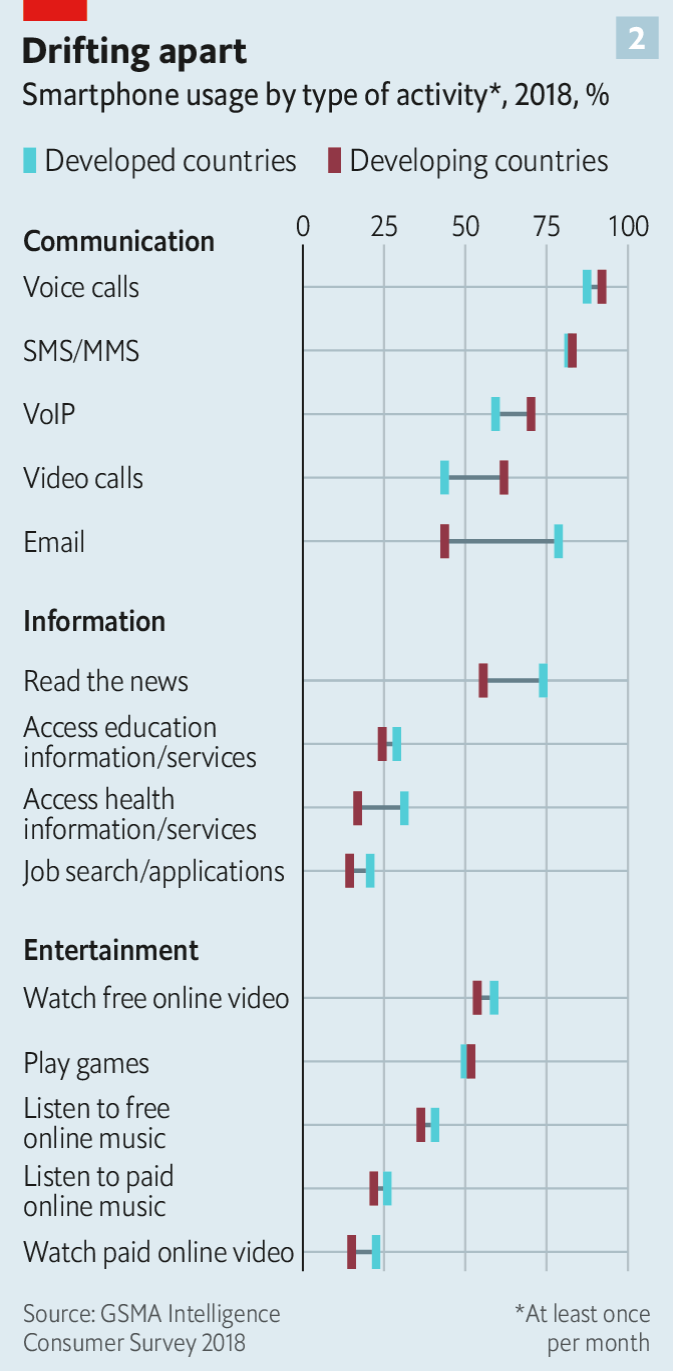 Drifting apart
2
Smartphone usage by type of activity*, 2018, %
Developed countries
Developing countries
0 25 50 75 100
Communication
Voice calls
SMS/MMS
VoIP
Video calls
Email
Information
Read the news
Access education
information/services
Access health
information/services
Job search/applications
Entertainment
Watch free online video
Play games
Listen to free
online music
Listen to paid
online music
Watch paid online video
Source: GSMA Intelligence
Consumer Survey 2018
*At least once
per month